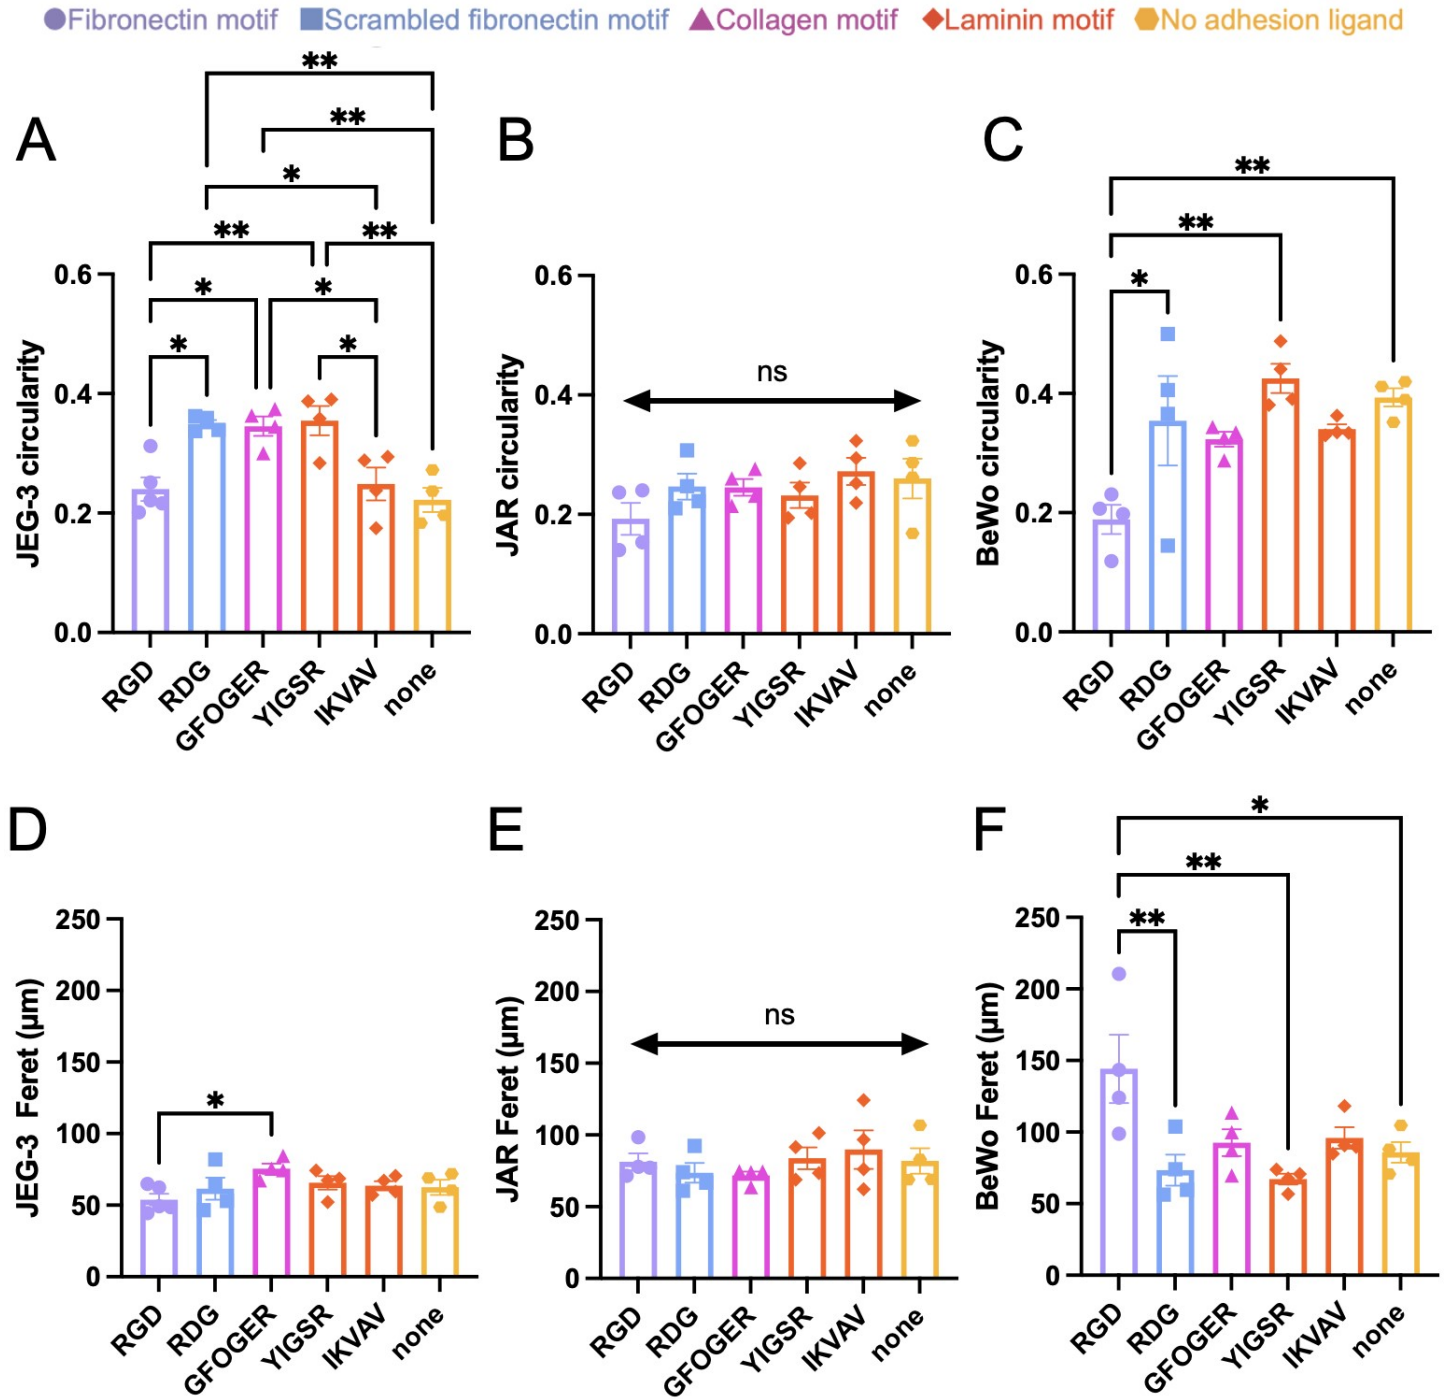 Fibronectin motif Scrambled fibronectin motif Collagen motif Laminin motif No adhesion ligand
A
**
**
*
** **
* *
* *
JEG-3 circularity
0.6
0.4
0.2
0.0
RGD RDG GFOGER YIGSR IKVAV none
B
JAR circularity
0.6
0.4
0.2
0.0
ns
RGD RDG GFOGER YIGSR IKVAV none
C
**
**
*
BeWo circularity
0.6
0.4
0.2
0.0
RGD RDG GFOGER YIGSR IKVAV none
D
JEG-3 Feret (µm)
250
200
150
100
50
0
*
RGD RDG GFOGER YIGSR IKVAV none
E
JAR Feret (µm)
250
200
150
100
50
0
ns
RGD RDG GFOGER YIGSR IKVAV none
F
*
**
**
BeWo Feret (µm)
250
200
150
100
50
0
RGD RDG GFOGER YIGSR IKVAV none